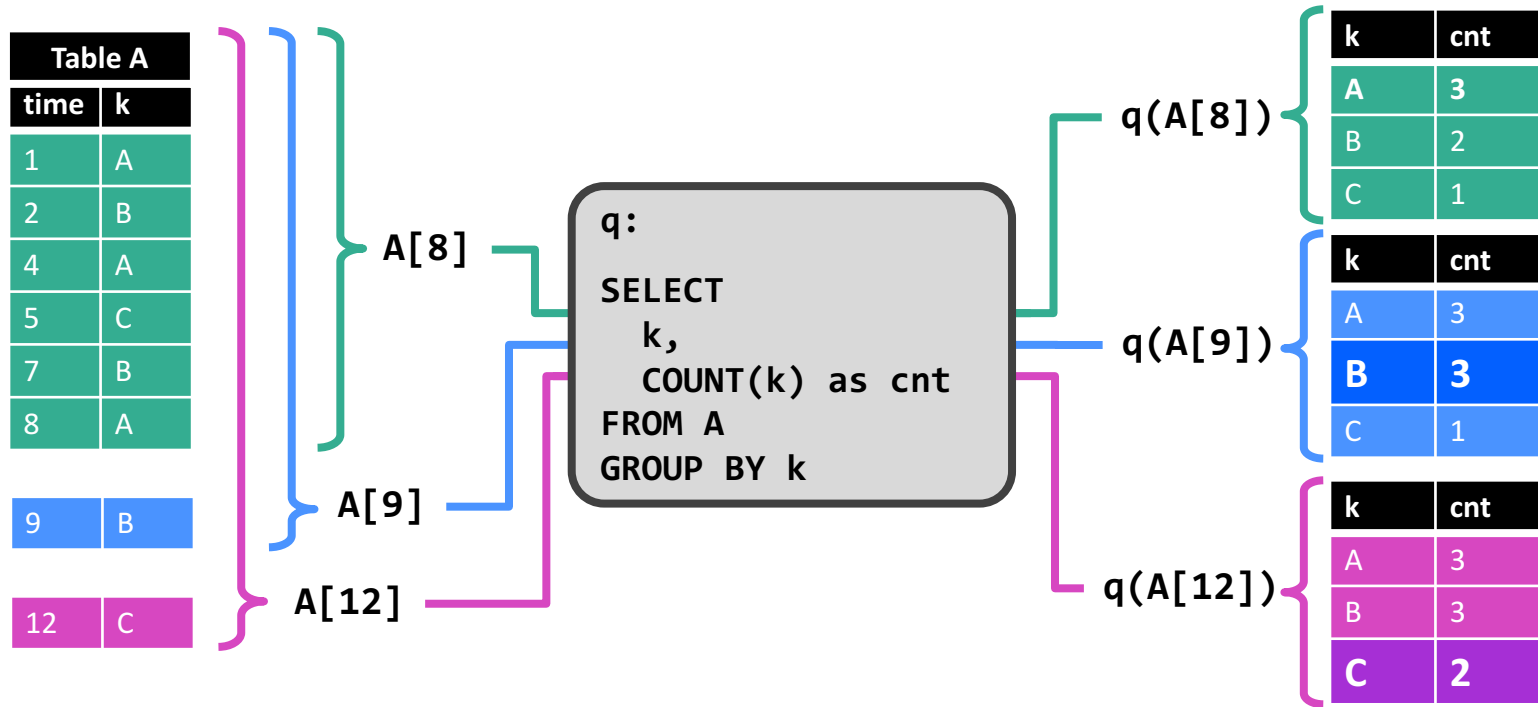 Table A
time k
1 A
2 B
4 A
5 C
7 B
8 A
9 B
12 C
A[8]
A[9]
A[12]
q:
SELECT
k,
COUNT(k) as cnt
FROM A
GROUP BY k
q(A[8])
k cnt
A 3
B 2
C 1
q(A[9])
k cnt
A 3
B 3
C 1
q(A[12])
k cnt
A 3
B 3
C 2